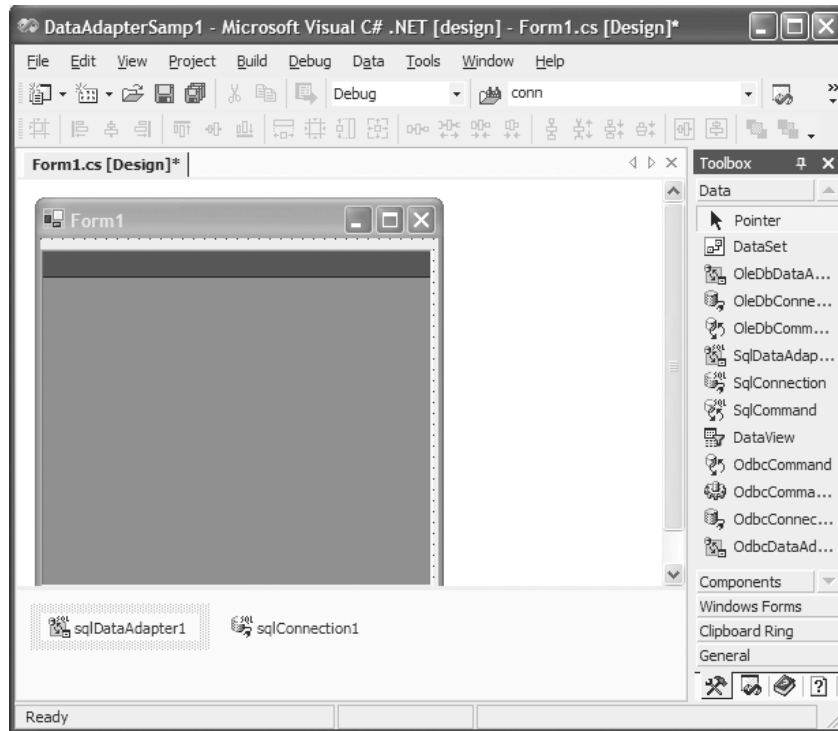 DataAdapterSamp1 - Microsoft Visual C# .NET [design] - Form1.cs [Design]*
File Edit View Project Build Debug Data Tools Window Help
Debug conn
Form1.cs [Design]*
Toolbox
Data
Form1
Pointer
DataSet
OleDbDataA...
OleDbConne...
OleDbComm...
SqlDataAdap...
SqlConnection
SqlCommand
DataView
OdbcCommand
OdbcComma...
OdbcConnec...
OdbcDataAd...
Components
Windows Forms
Clipboard Ring
General
sqlDataAdapter1 sqlConnection1
Ready